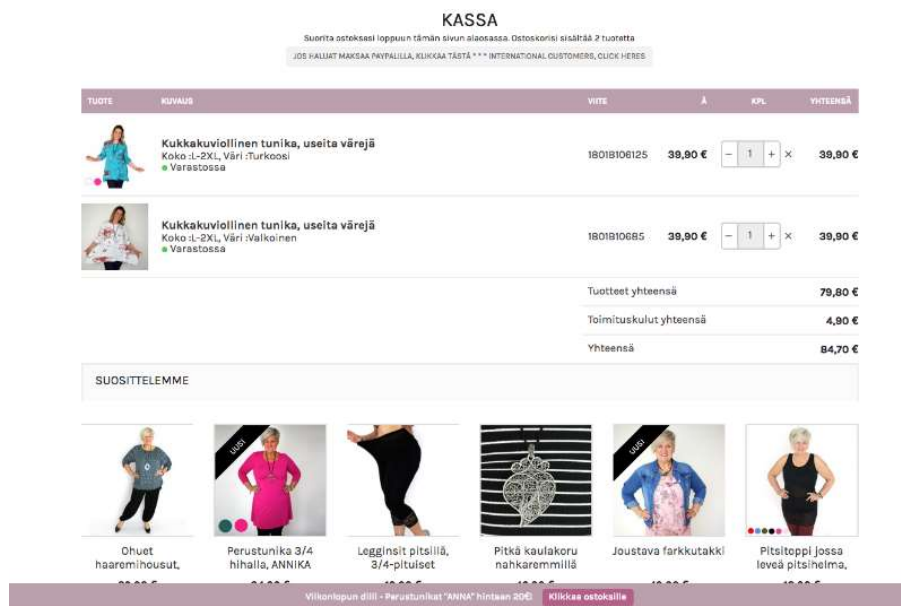 KASSA
Suorita ostoksesi loppuun tämän sivun alaosassa. Ostoskorisi sisältää 2 tuotetta
JOS HALUAT MAKSAA PAYPALILLA, KLIKKAA TÄSTÄ * * * INTERNATIONAL CUSTOMERS, CLICK HERES
TUOTE KUVAUS VIITE Á KPL YHTEENSÄ
Kukkakuviollinen tunika, useita värejä
Koko :L-2XL, Väri :Turkoosi
Varastossa
1801B106125 39,90 € − 1 + × 39,90 €
Kukkakuviollinen tunika, useita värejä
Koko :L-2XL, Väri :Valkoinen
Varastossa
1801B10685 39,90 € − 1 + × 39,90 €
Tuotteet yhteensä 79,80 €
Toimituskulut yhteensä 4,90 €
Yhteensä 84,70 €
SUOSITTELEMME
UUSI
UUSI
Ohuet haaremihousut,
Perustunika 3/4 hihalla, ANNIKA
Legginsit pitsillä, 3/4-pituiset
Pitkä kaulakoru nahkaremmillä
Joustava farkkutakki
Pitsitoppi jossa leveä pitsihelma,
Viikonlopun diili - Perustunikat "ANNA" hintaan 20€! Klikkaa ostoksille